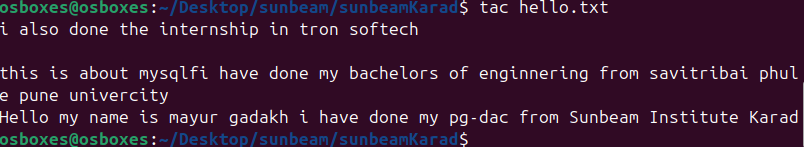 osboxes@osboxes:~/Desktop/sunbeam/sunbeamKarad$ tac hello.txt
i also done the internship in tron softech

this is about mysqlfi have done my bachelors of enginnering from savitribai phul
e pune univercity
Hello my name is mayur gadakh i have done my pg-dac from Sunbeam Institute Karad
osboxes@osboxes:~/Desktop/sunbeam/sunbeamKarad$